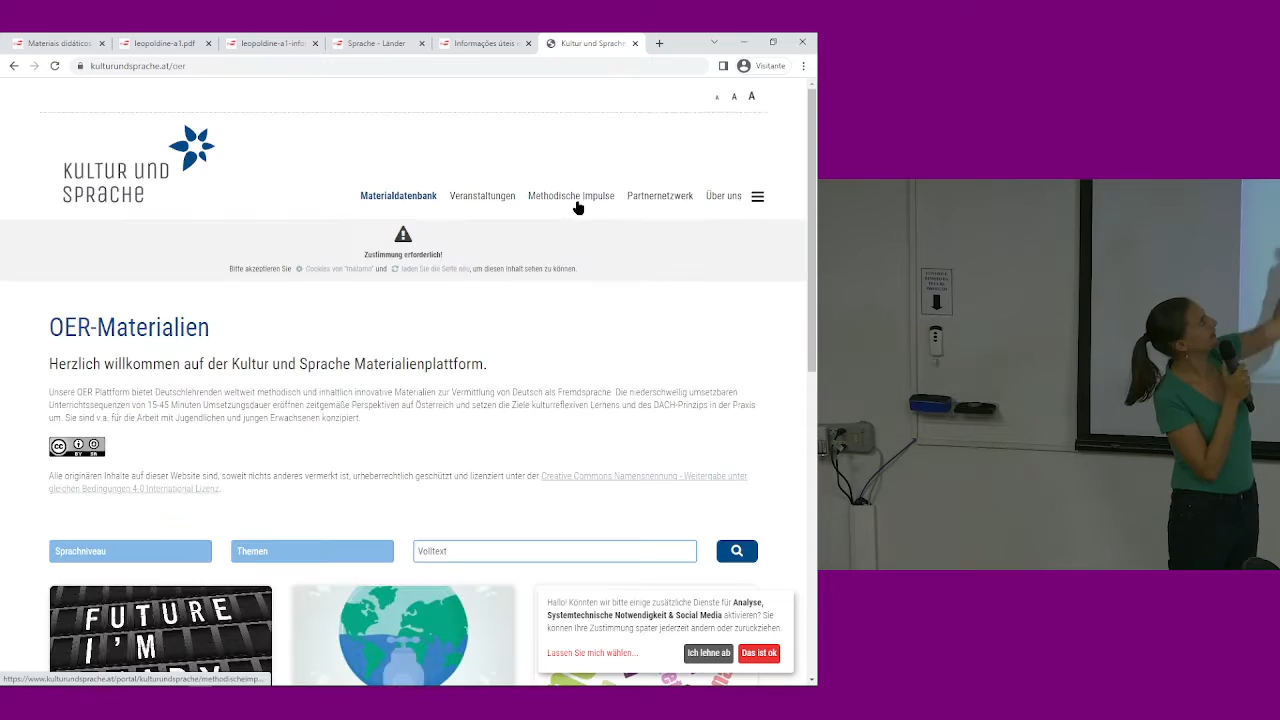 Materiais didáticos
leopoldine-a1.pdf
leopoldine-a1-info
Sprache - Länder
Informações úteis e
Kultur und Sprache
kulturundsprache.at/oer
Visitante
A A A
KULTUR UND
SPRACHE
Materialdatenbank Veranstaltungen Methodische Impulse Partnernetzwerk Über uns
Zustimmung erforderlich!
Bitte akzeptieren Sie Cookies von "matomo" und laden Sie die Seite neu, um diesen Inhalt sehen zu können.
OER-Materialien
Herzlich willkommen auf der Kultur und Sprache Materialienplattform.
Unsere OER Plattform bietet Deutschlehrenden weltweit methodisch und inhaltlich innovative Materialien zur Vermittlung von Deutsch als Fremdsprache. Die niederschwellig umsetzbaren
Unterrichtssequenzen von 15-45 Minuten Umsetzungsdauer eröffnen zeitgemäße Perspektiven auf Österreich und setzen die Ziele kulturreflexiven Lernens und des DACH-Prinzips in der Praxis
um. Sie sind v.a. für die Arbeit mit Jugendlichen und jungen Erwachsenen konzipiert.
CC BY SA
Alle originären Inhalte auf dieser Website sind, soweit nichts anderes vermerkt ist, urheberrechtlich geschützt und lizenziert unter der Creative Commons Namensnennung - Weitergabe unter
gleichen Bedingungen 4.0 International Lizenz.
Sprachniveau
Themen
Volltext
FUTURE
I'M
Hallo! Könnten wir bitte einige zusätzliche Dienste für Analyse,
Systemtechnische Notwendigkeit & Social Media aktivieren? Sie
können Ihre Zustimmung später jederzeit ändern oder zurückziehen.
Lassen Sie mich wählen...
Ich lehne ab
Das ist ok
https://www.kulturundsprache.at/portal/kulturundsprache/methodischeimp...